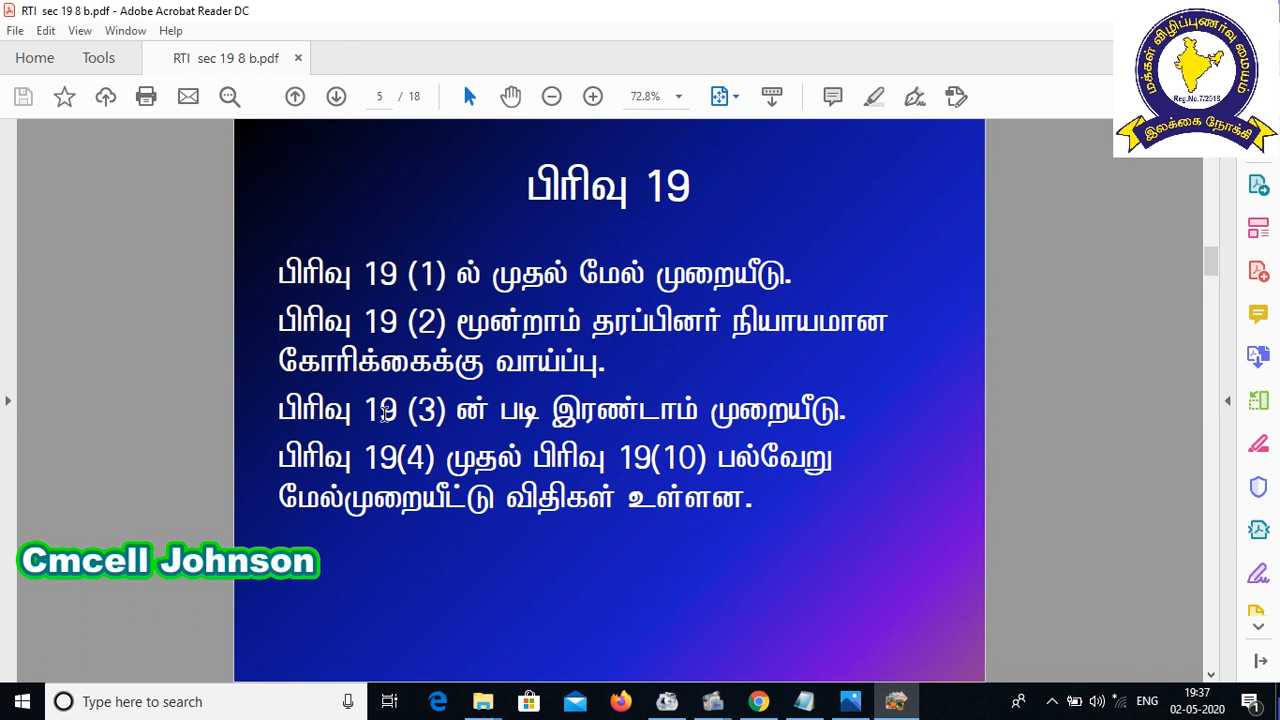 RTI sec 19 8 b.pdf - Adobe Acrobat Reader DC
File Edit View Window Help
Home Tools RTI sec 19 8 b.pdf ×
5 / 18 72.8%
மக்கள் விழிப்புணர்வு மையம்
Reg.No.7/2018
இலக்கை நோக்கி
பிரிவு 19
பிரிவு 19 (1) ல் முதல் மேல் முறையீடு.
பிரிவு 19 (2) மூன்றாம் தரப்பினர் நியாயமான
கோரிக்கைக்கு வாய்ப்பு.
பிரிவு 19 (3) ன் படி இரண்டாம் முறையீடு.
பிரிவு 19(4) முதல் பிரிவு 19(10) பல்வேறு
மேல்முறையீட்டு விதிகள் உள்ளன.
Cmcell Johnson
Type here to search
ENG
19:37
02-05-2020